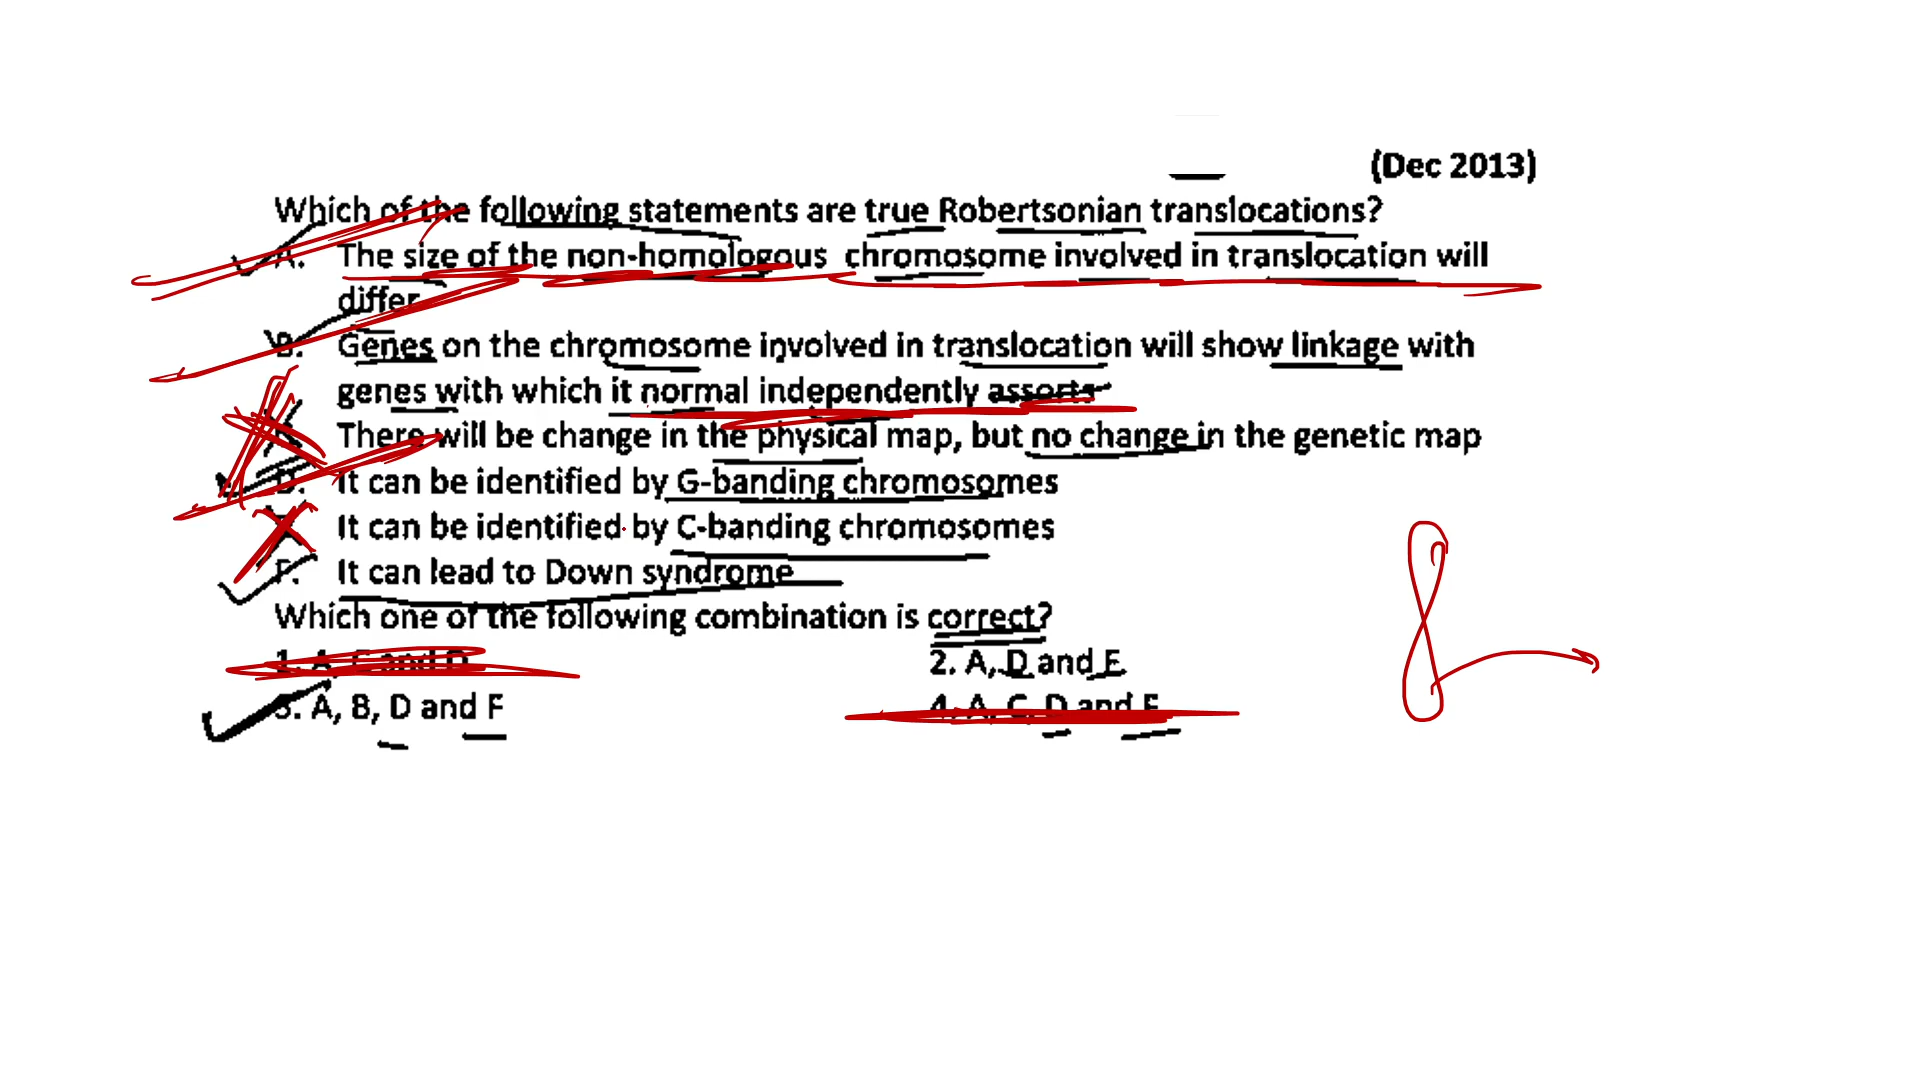 (Dec 2013)
Which of the following statements are true Robertsonian translocations?
A. The size of the non-homologous chromosome involved in translocation will
differ
B. Genes on the chromosome involved in translocation will show linkage with
genes with which it normal independently assorts
There will be change in the physical map, but no change in the genetic map
D. It can be identified by G-banding chromosomes
It can be identified by C-banding chromosomes
F. It can lead to Down syndrome
Which one of the following combination is correct?
1. A, and D 2. A, D and E
3. A, B, D and F 4. A, C, D and